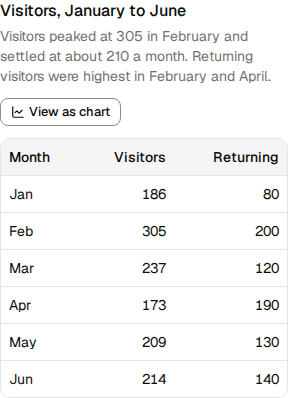 Visitors, January to June
Visitors peaked at 305 in February and
settled at about 210 a month. Returning
visitors were highest in February and April.
View as chart
Month Visitors Returning
Jan 186 80
Feb 305 200
Mar 237 120
Apr 173 190
May 209 130
Jun 214 140